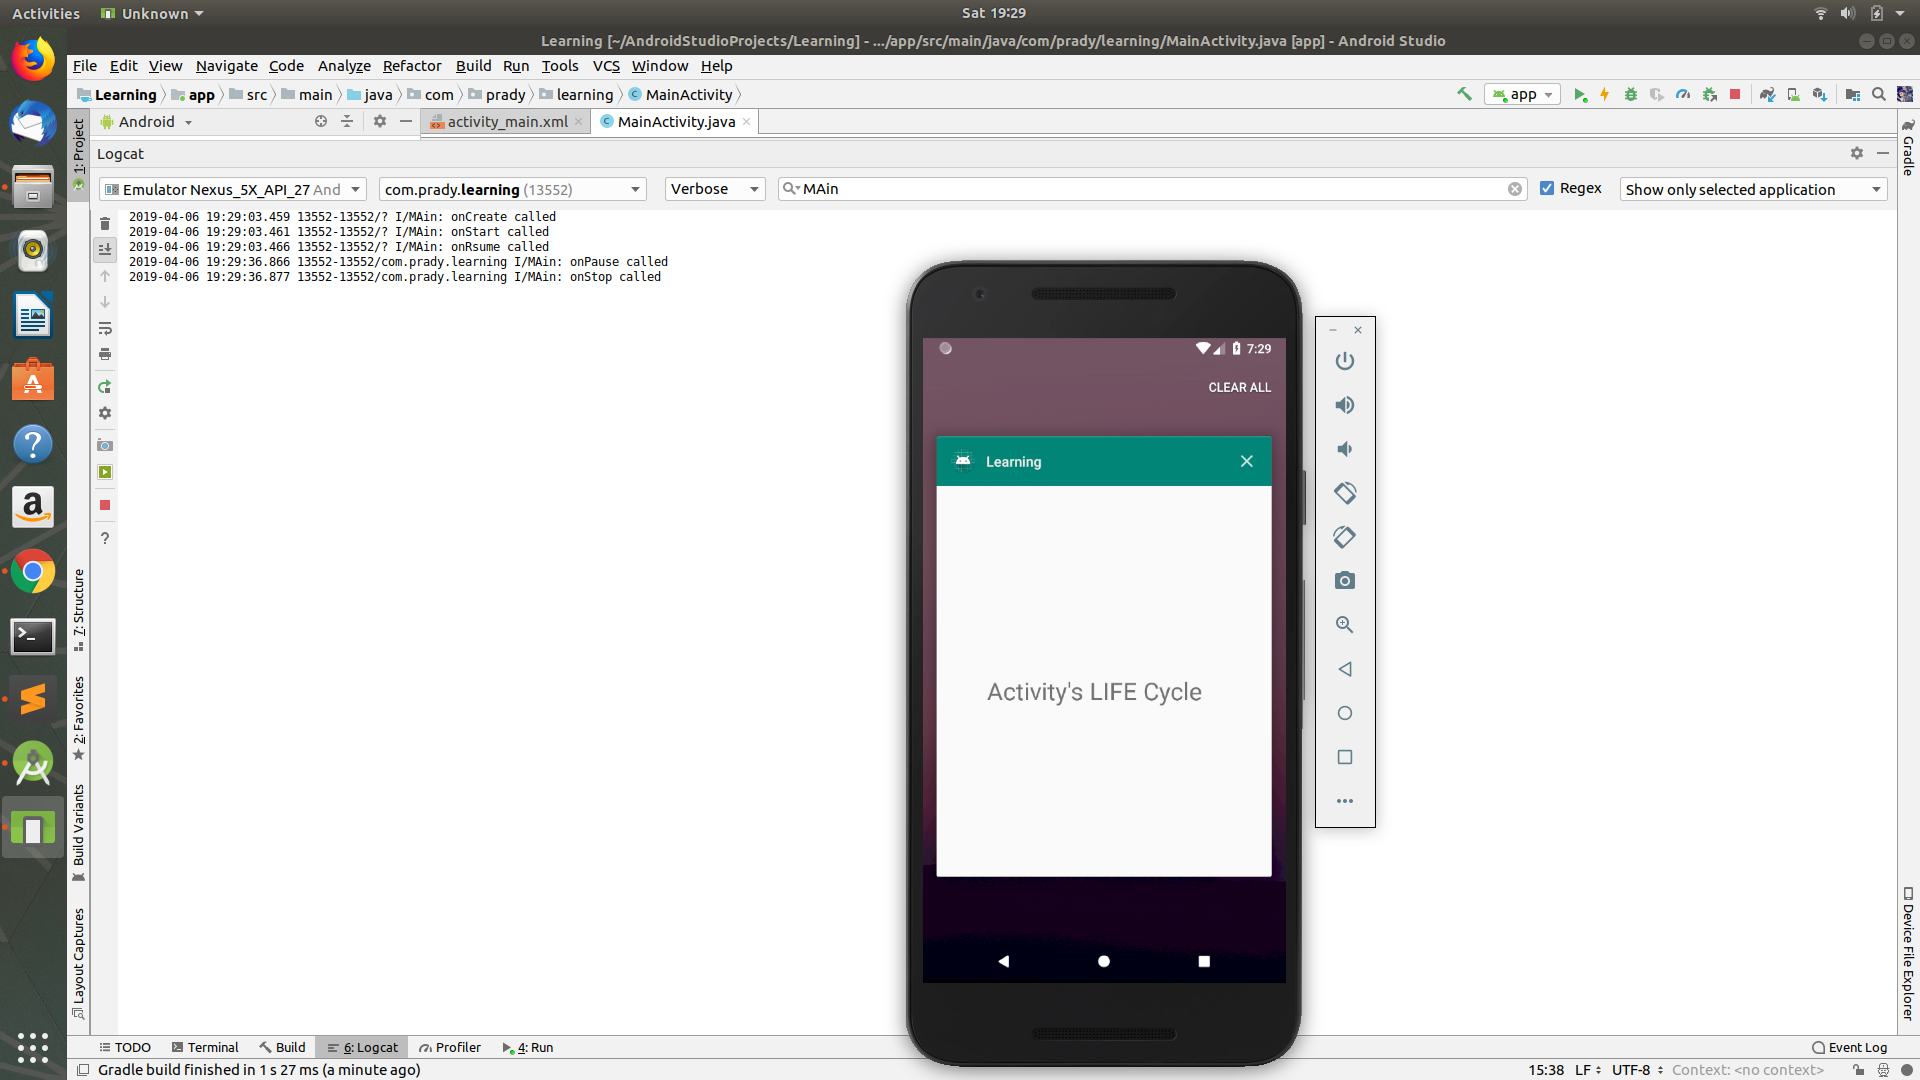 Activities Unknown Sat 19:29
Learning [~/AndroidStudioProjects/Learning] - .../app/src/main/java/com/prady/learning/MainActivity.java [app] - Android Studio
File Edit View Navigate Code Analyze Refactor Build Run Tools VCS Window Help
Learning app src main java com prady learning MainActivity app
Android activity_main.xml MainActivity.java
Logcat
Emulator Nexus_5X_API_27 And com.prady.learning (13552) Verbose MAin Regex Show only selected application
2019-04-06 19:29:03.459 13552-13552/? I/MAin: onCreate called
2019-04-06 19:29:03.461 13552-13552/? I/MAin: onStart called
2019-04-06 19:29:03.466 13552-13552/? I/MAin: onRsume called
2019-04-06 19:29:36.866 13552-13552/com.prady.learning I/MAin: onPause called
2019-04-06 19:29:36.877 13552-13552/com.prady.learning I/MAin: onStop called
7:29
CLEAR ALL
Learning
Activity's LIFE Cycle
1: Project
7: Structure
2: Favorites
Build Variants
Layout Captures
Gradle
Device File Explorer
TODO Terminal Build 6: Logcat Profiler 4: Run Event Log
Gradle build finished in 1 s 27 ms (a minute ago) 15:38 LF UTF-8 Context: <no context>